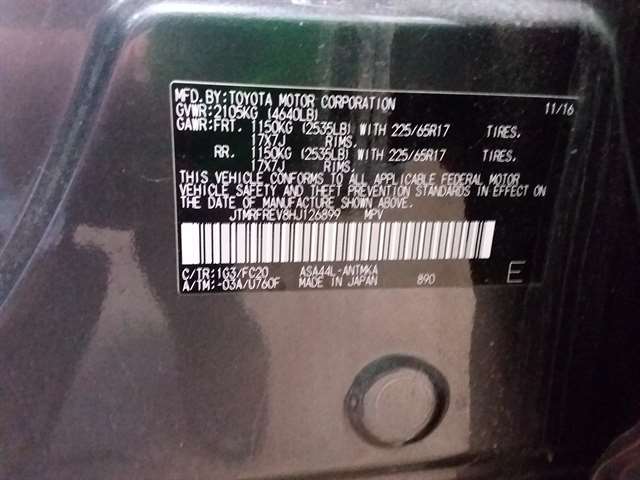 MFD.BY:TOYOTA MOTOR CORPORATION 11/16
GVWR:2105KG (4640LB)
GAWR:FRT. 1150KG (2535LB) WITH 225/65R17 TIRES.
17X7J RIMS.
RR. 1150KG (2535LB) WITH 225/65R17 TIRES.
17X7J RIMS.
THIS VEHICLE CONFORMS TO ALL APPLICABLE FEDERAL MOTOR
VEHICLE SAFETY AND THEFT PREVENTION STANDARDS IN EFFECT
ON THE DATE OF MANUFACTURE SHOWN ABOVE.
JTMRFREV8HJ126899 MPV
C/TR:1G3/FC20 ASA44L-ANTMKA
A/TM:-03A/U760F MADE IN JAPAN 890 E